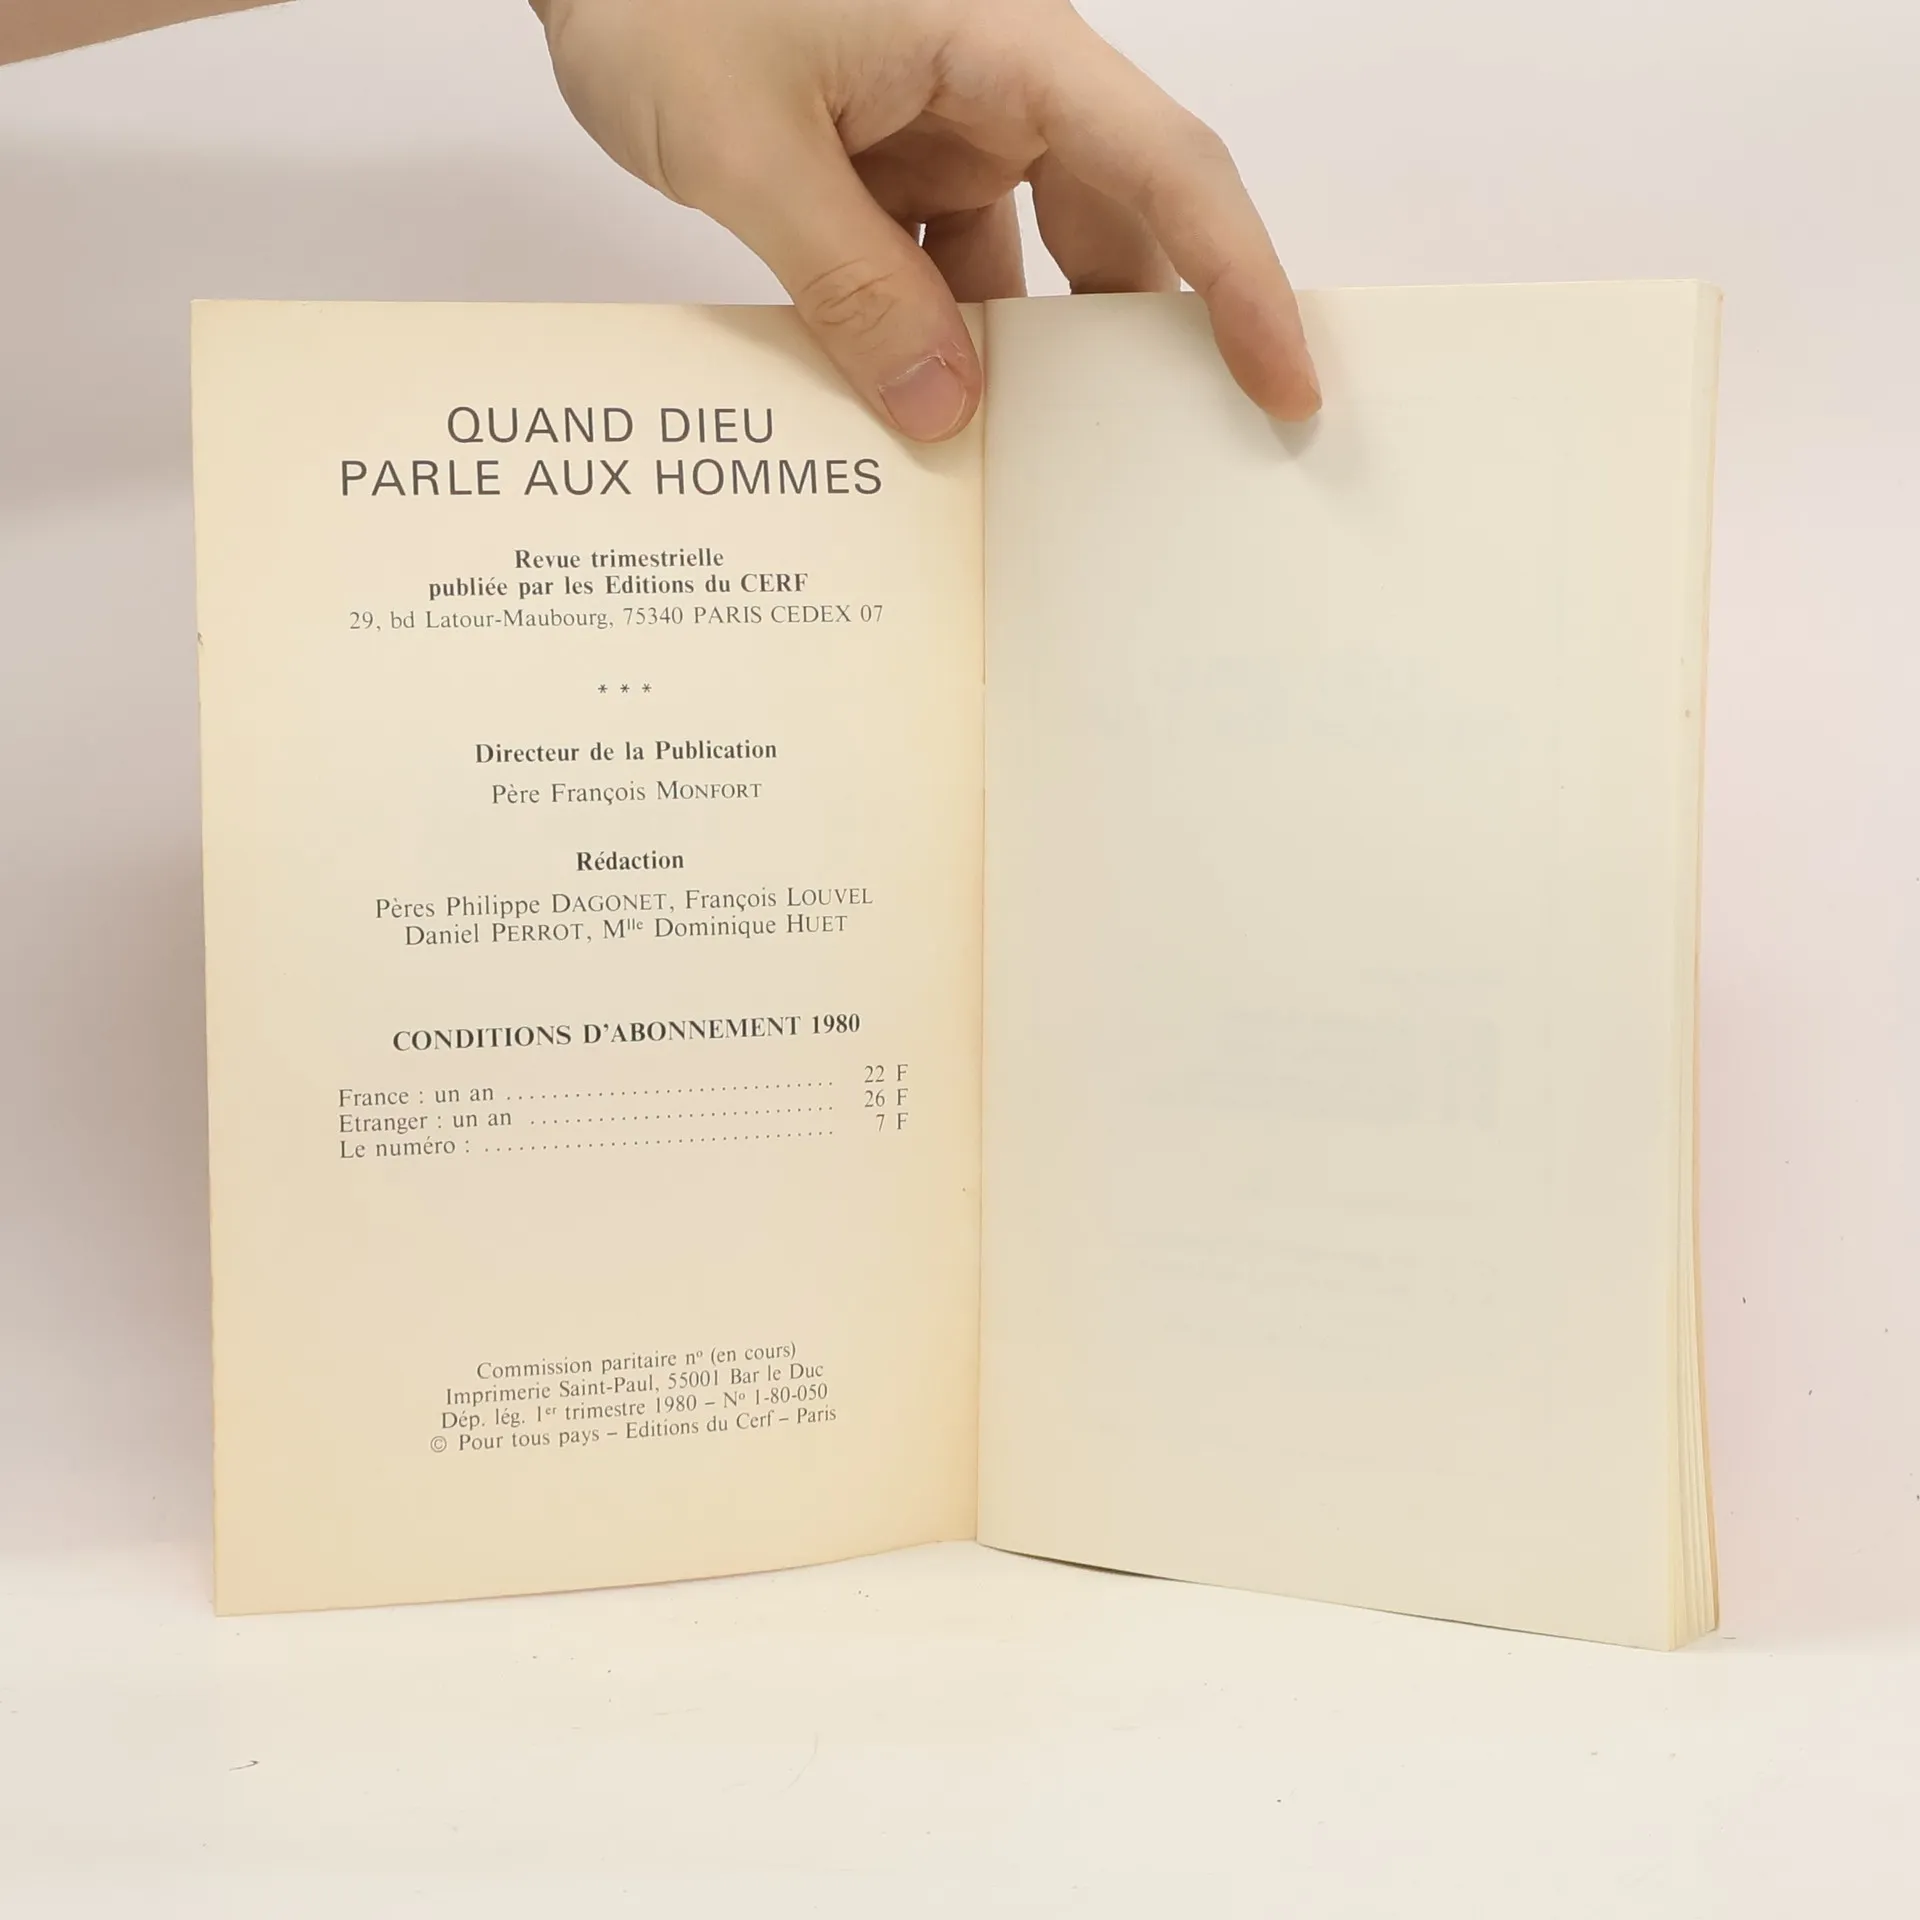 QUAND DIEU
PARLE AUX HOMMES
Revue trimestrielle
publiée par les Editions du CERF
29, bd Latour-Maubourg, 75340 PARIS CEDEX 07
* * *
Directeur de la Publication
Père François MONFORT
Rédaction
Pères Philippe DAGONET, François LOUVEL
Daniel PERROT, Mlle Dominique HUET
CONDITIONS D'ABONNEMENT 1980
France : un an .............................. 22 F
Etranger : un an ............................ 26 F
Le numéro : ................................ 7 F
Commission paritaire nº (en cours)
Imprimerie Saint-Paul, 55001 Bar le Duc
Dép. lég. 1er trimestre 1980 – Nº 1-80-050
© Pour tous pays – Editions du Cerf – Paris